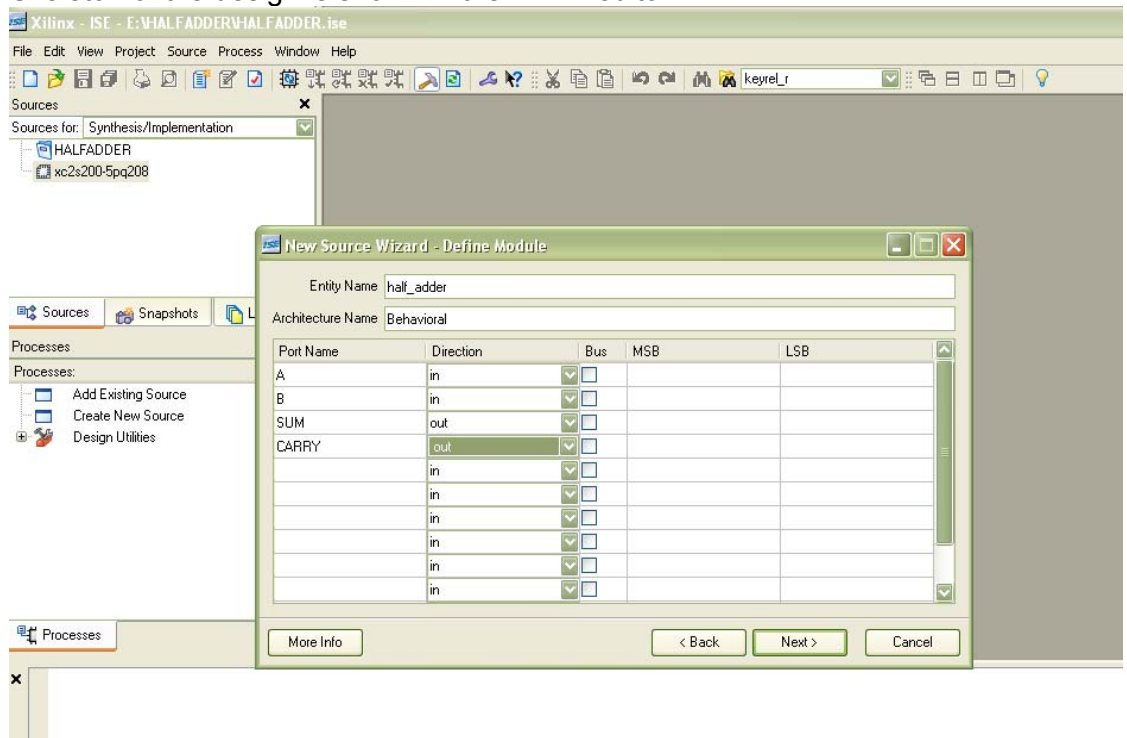 Xilinx - ISE - E:\HALFADDER\HALFADDER.ise
File Edit View Project Source Process Window Help
keyrel_r
Sources
Sources for: Synthesis/Implementation
HALFADDER
xc2s200-5pq208
Sources Snapshots L
Processes
Processes:
Add Existing Source
Create New Source
Design Utilities
Processes
New Source Wizard - Define Module
Entity Name half_adder
Architecture Name Behavioral
Port Name Direction Bus MSB LSB
A in
B in
SUM out
CARRY out
in
in
in
in
in
in
More Info < Back Next > Cancel